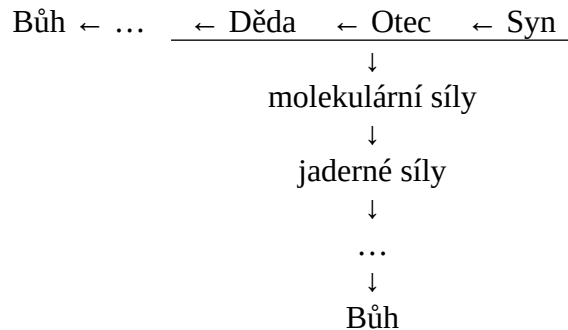 Bůh ← … ← Děda ← Otec ← Syn
↓
molekulární síly
↓
jaderné síly
↓
…
↓
Bůh